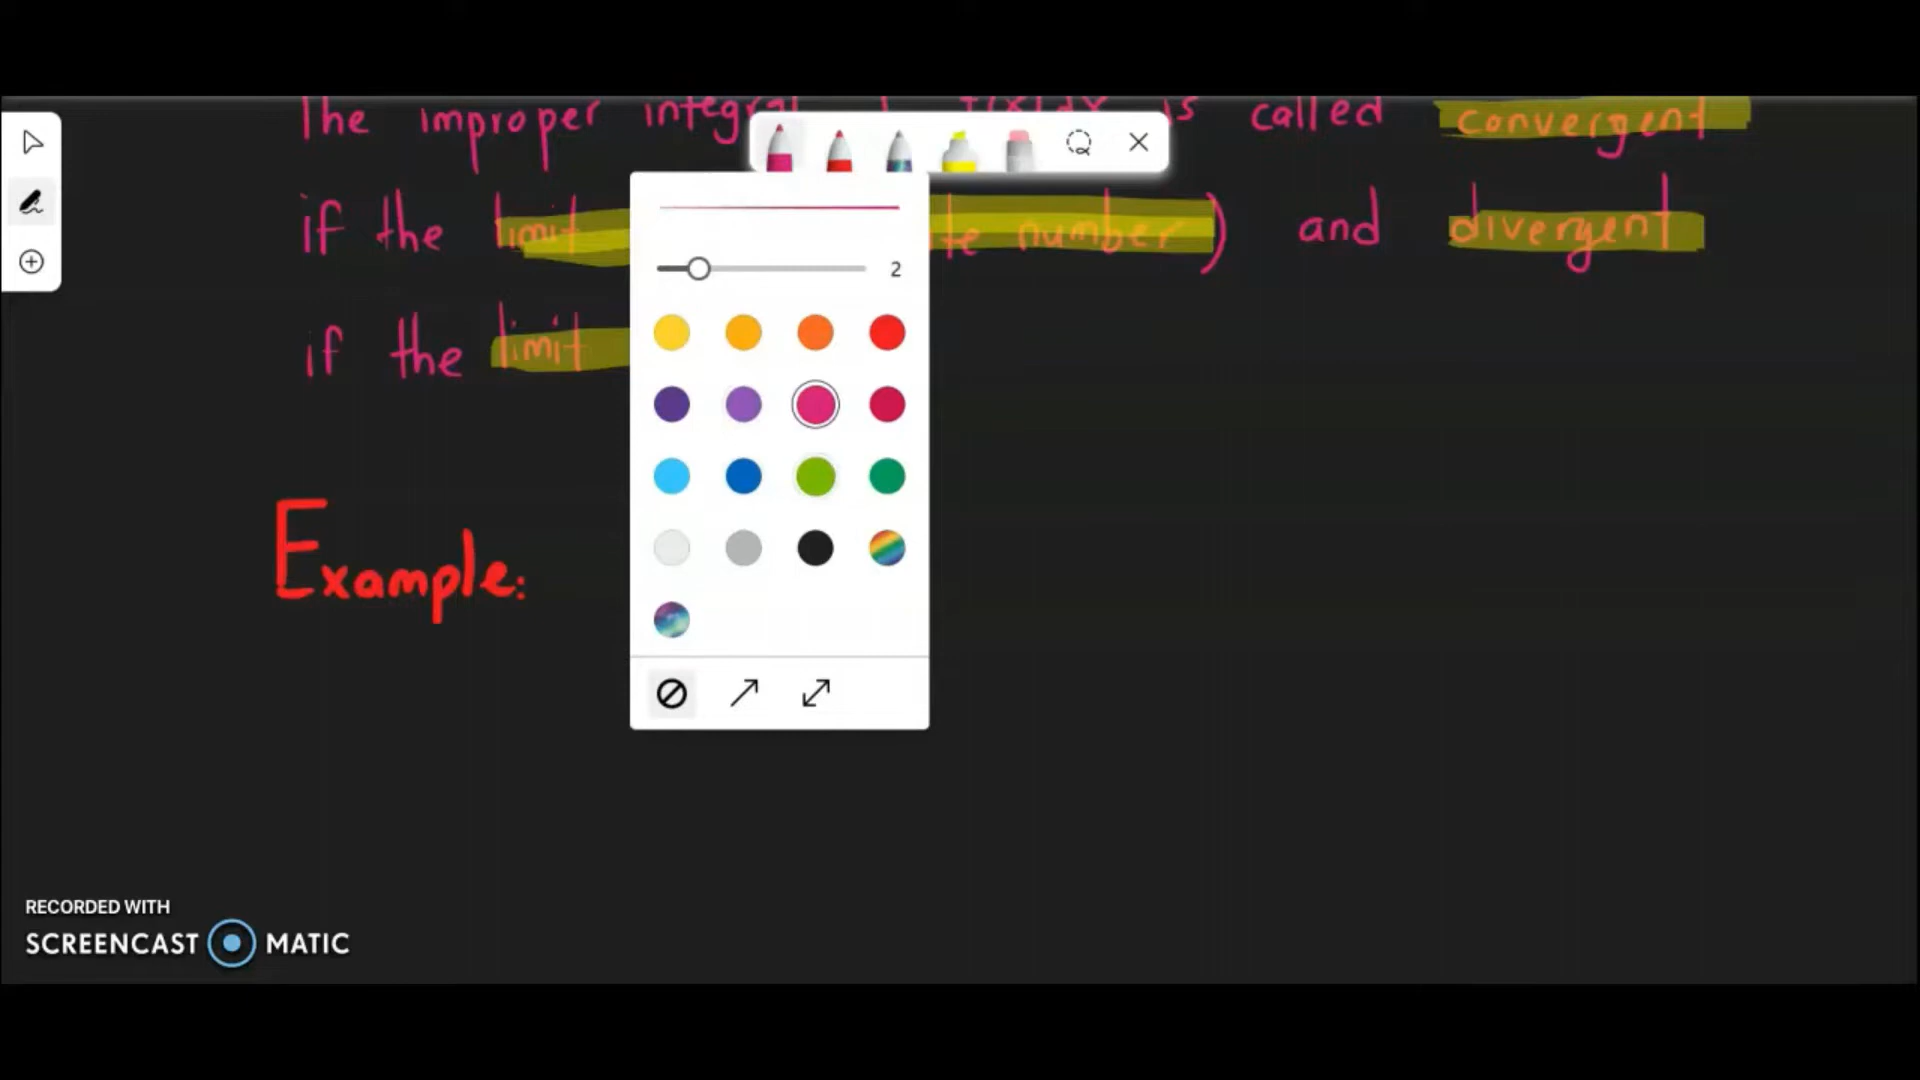 The improper integral is called convergent
if the limit te number) and divergent
2
if the limit
Example:
RECORDED WITH
SCREENCAST MATIC